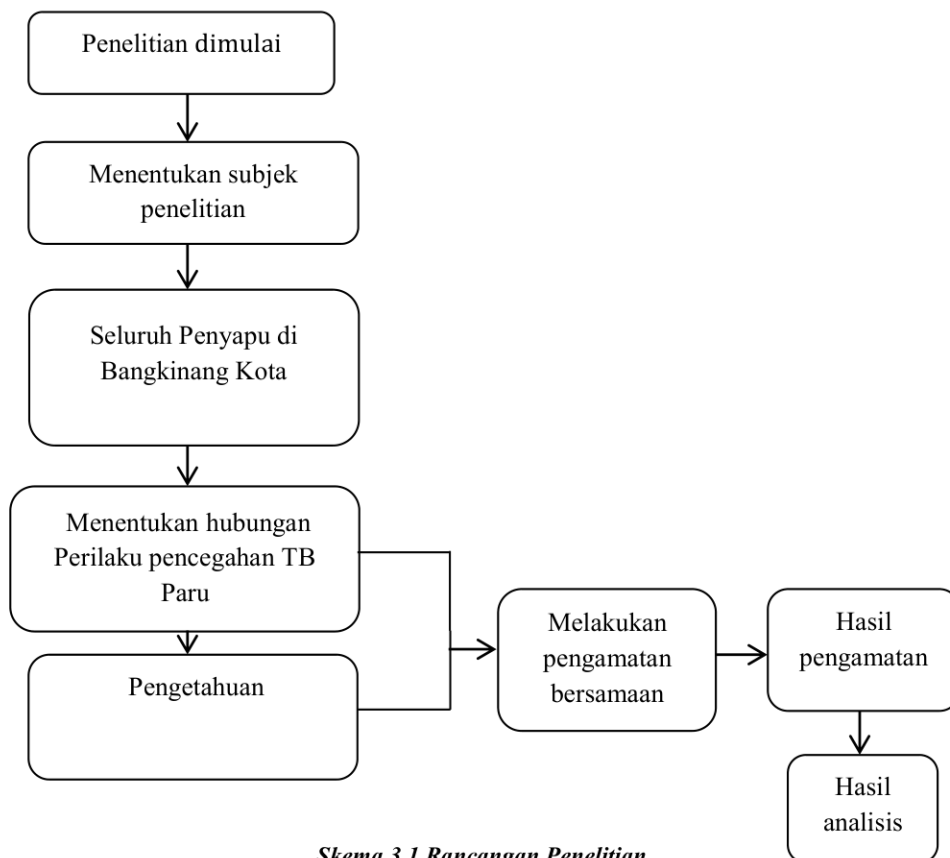 Penelitian dimulai
Menentukan subjek
penelitian
Seluruh Penyapu di
Bangkinang Kota
Menentukan hubungan
Perilaku pencegahan TB
Paru
Pengetahuan
Melakukan
pengamatan
bersamaan
Hasil
pengamatan
Hasil
analisis
Skema 3.1 Rancangan Penelitian